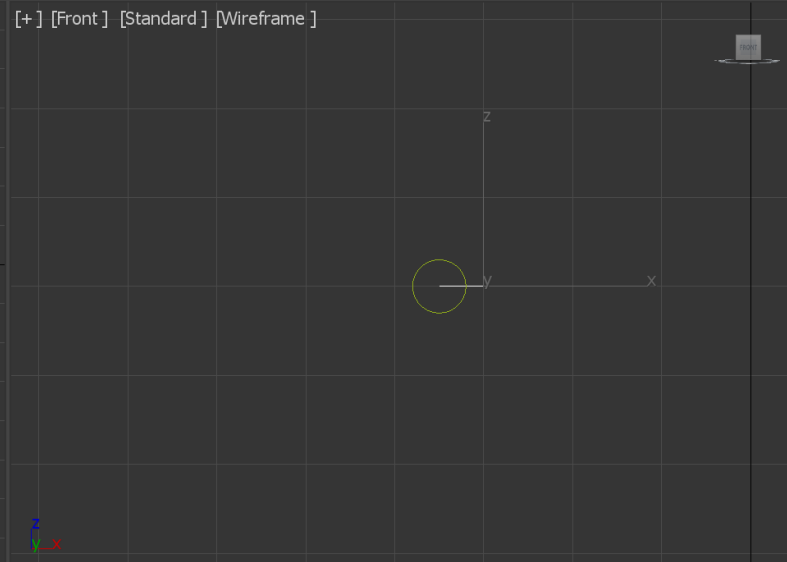 [+ ] [Front ] [Standard ] [Wireframe ]
FRONT
z
y x
z
y x